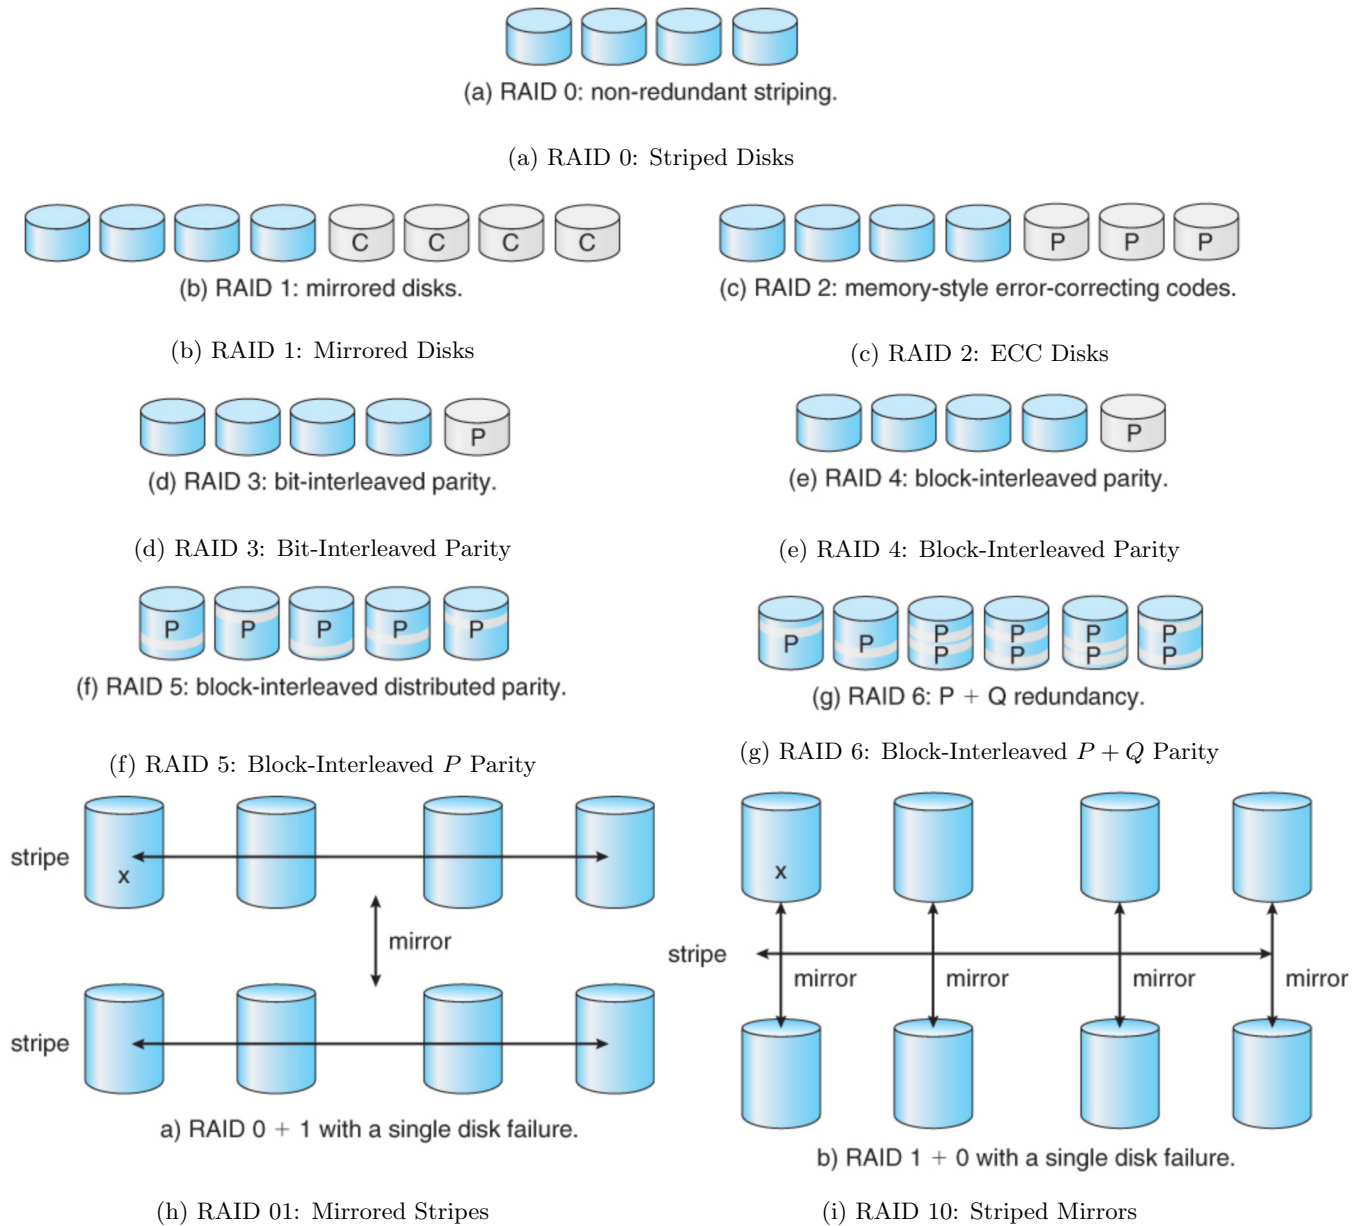 (a) RAID 0: non-redundant striping.
(a) RAID 0: Striped Disks
C C C C
(b) RAID 1: mirrored disks.
(b) RAID 1: Mirrored Disks
P P P
(c) RAID 2: memory-style error-correcting codes.
(c) RAID 2: ECC Disks
P
(d) RAID 3: bit-interleaved parity.
(d) RAID 3: Bit-Interleaved Parity
P
(e) RAID 4: block-interleaved parity.
(e) RAID 4: Block-Interleaved Parity
P P P P P
(f) RAID 5: block-interleaved distributed parity.
(f) RAID 5: Block-Interleaved P Parity
P P P P P P
P P P P
(g) RAID 6: P + Q redundancy.
(g) RAID 6: Block-Interleaved P + Q Parity
stripe
x
mirror
stripe
a) RAID 0 + 1 with a single disk failure.
(h) RAID 01: Mirrored Stripes
x
stripe
mirror mirror mirror mirror
b) RAID 1 + 0 with a single disk failure.
(i) RAID 10: Striped Mirrors